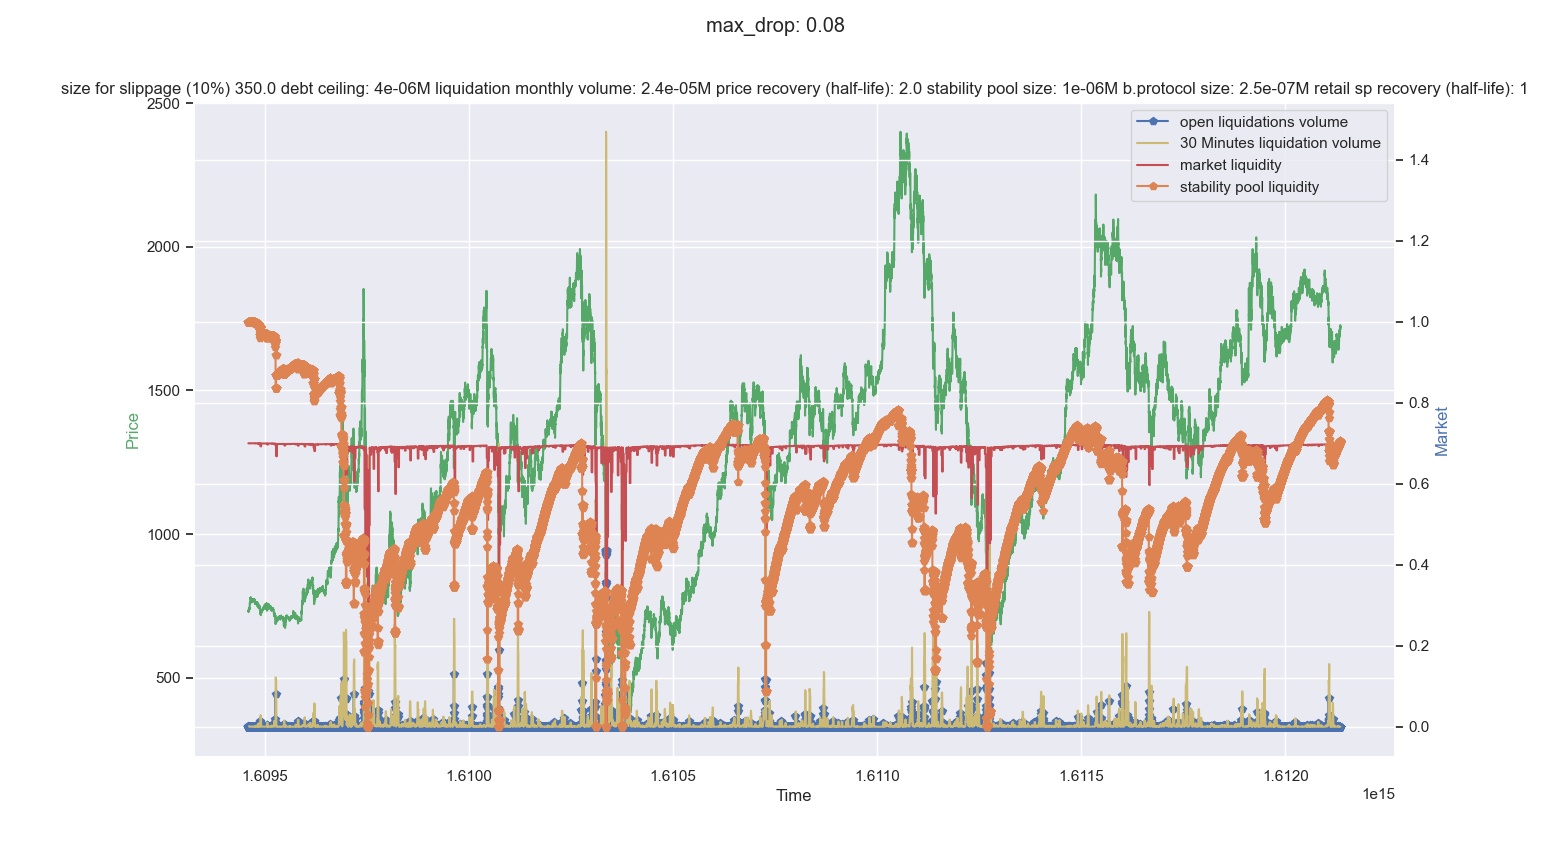 max_drop: 0.08
size for slippage (10%) 350.0 debt ceiling: 4e-06M liquidation monthly volume: 2.4e-05M price recovery (half-life): 2.0 stability pool size: 1e-06M b.protocol size: 2.5e-07M retail sp recovery (half-life): 1
open liquidations volume
30 Minutes liquidation volume
market liquidity
stability pool liquidity
2500
2000
1500
1000
500
Price
1.4
1.2
1.0
0.8
0.6
0.4
0.2
0.0
Market
1.6095 1.6100 1.6105 1.6110 1.6115 1.6120
Time
1e15